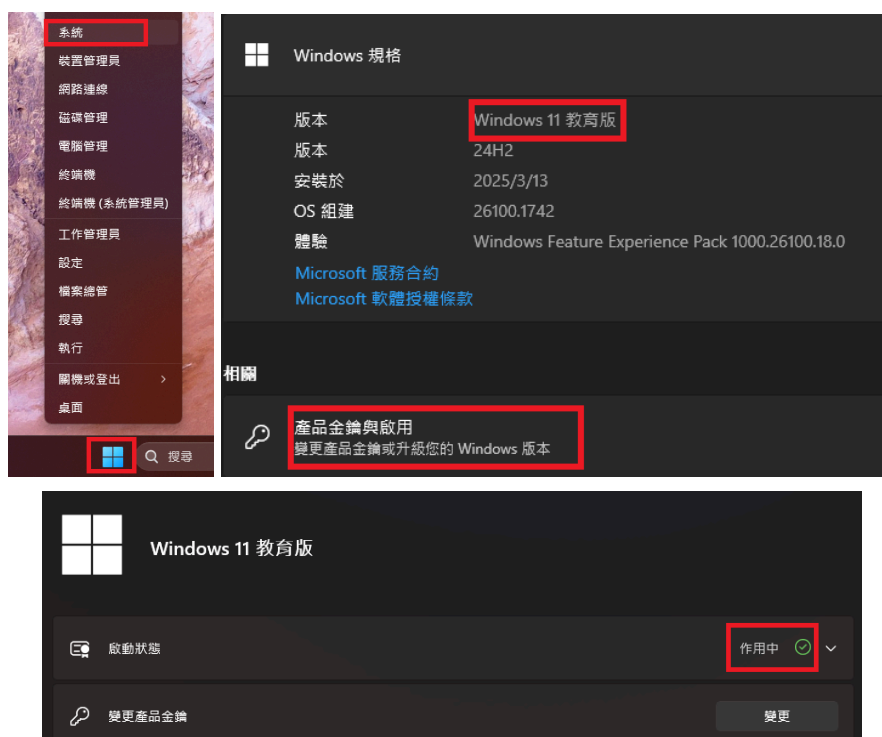 系統
裝置管理員
網路連線
磁碟管理
電腦管理
終端機
終端機 (系統管理員)
工作管理員
設定
檔案總管
搜尋
執行
關機或登出
桌面
搜尋
Windows 規格
版本 Windows 11 教育版
版本 24H2
安裝於 2025/3/13
OS 組建 26100.1742
體驗 Windows Feature Experience Pack 1000.26100.18.0
Microsoft 服務合約
Microsoft 軟體授權條款
相關
產品金鑰與啟用
變更產品金鑰或升級您的 Windows 版本
Windows 11 教育版
啟動狀態 作用中
變更產品金鑰 變更